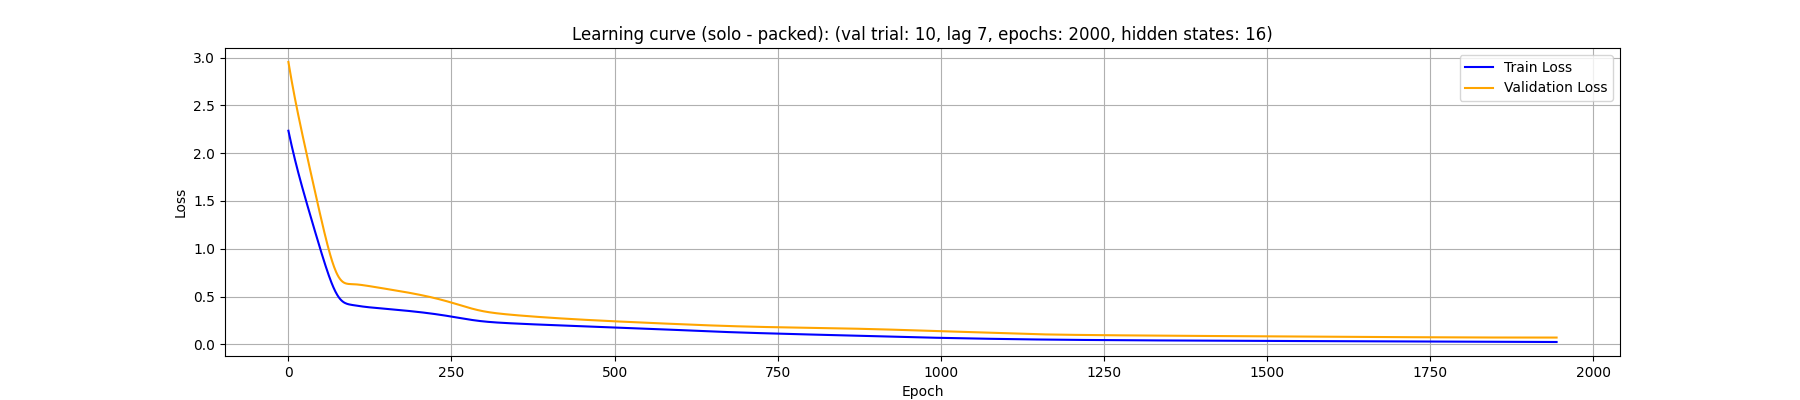 Learning curve (solo - packed): (val trial: 10, lag 7, epochs: 2000, hidden states: 16)
3.0
2.5
2.0
1.5
1.0
0.5
0.0
Loss
Train Loss
Validation Loss
0 250 500 750 1000 1250 1500 1750 2000
Epoch